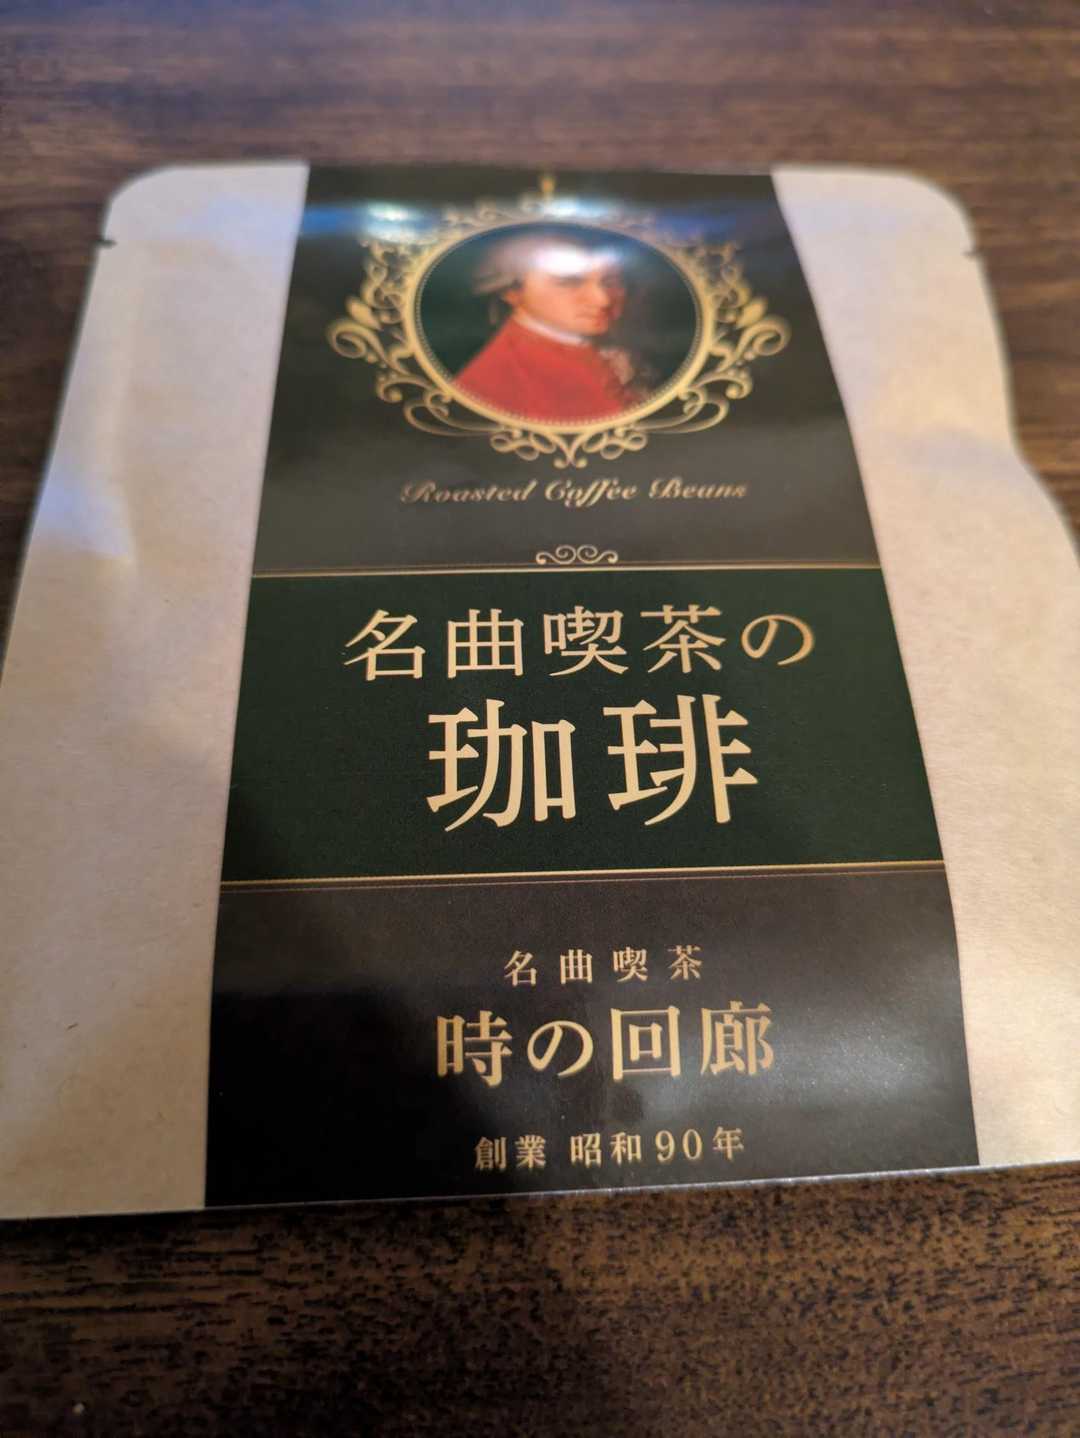 Roasted Coffee Beans
名曲喫茶の
珈琲
名曲喫茶
時の回廊
創業 昭和90年